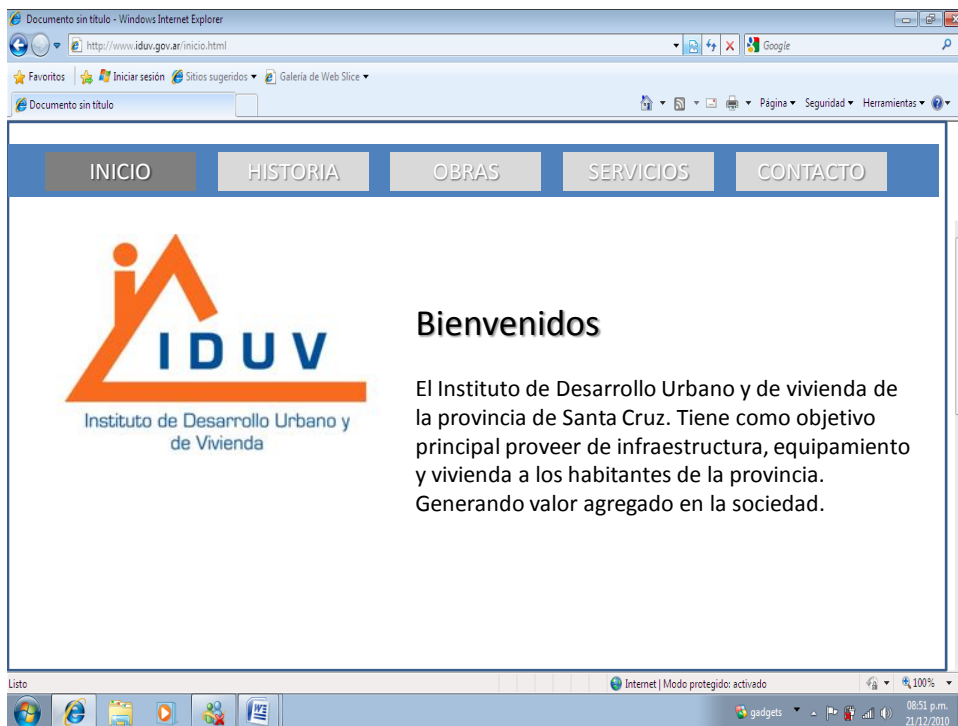 Documento sin título - Windows Internet Explorer
http://www.iduv.gov.ar/inicio.html
Google
Favoritos Iniciar sesión Sitios sugeridos Galería de Web Slice
Documento sin título
Página Seguridad Herramientas
INICIO HISTORIA OBRAS SERVICIOS CONTACTO
IDUV
Instituto de Desarrollo Urbano y
de Vivienda
Bienvenidos
El Instituto de Desarrollo Urbano y de vivienda de
la provincia de Santa Cruz. Tiene como objetivo
principal proveer de infraestructura, equipamiento
y vivienda a los habitantes de la provincia.
Generando valor agregado en la sociedad.
Listo
Internet | Modo protegido: activado
100%
gadgets
08:51 p.m.
21/12/2010